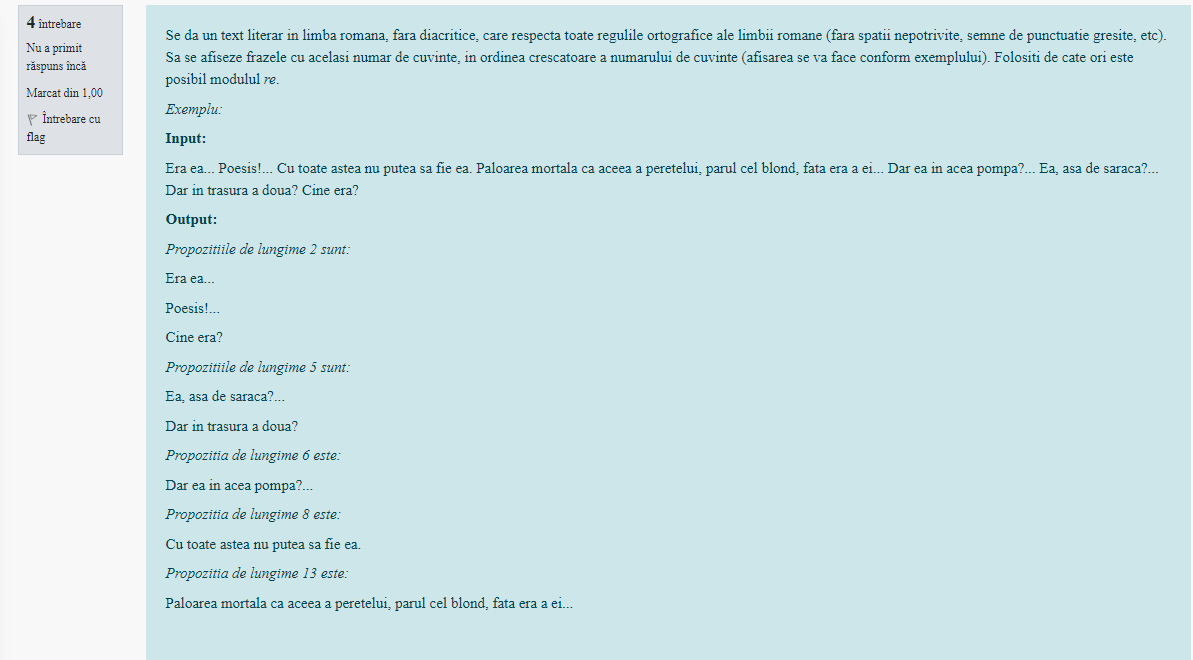 4 întrebare
Nu a primit
răspuns încă
Marcat din 1,00
Întrebare cu
flag
Se da un text literar in limba romana, fara diacritice, care respecta toate regulile ortografice ale limbii romane (fara spatii nepotrivite, semne de punctuatie gresite, etc).
Sa se afiseze frazele cu acelasi numar de cuvinte, in ordinea crescatoare a numarului de cuvinte (afisarea se va face conform exemplului). Folositi de cate ori este
posibil modulul re.
Exemplu:
Input:
Era ea... Poesis!... Cu toate astea nu putea sa fie ea. Paloarea mortala ca aceea a peretelui, parul cel blond, fata era a ei... Dar ea in acea pompa?... Ea, asa de saraca?...
Dar in trasura a doua? Cine era?
Output:
Propozitiile de lungime 2 sunt:
Era ea...
Poesis!...
Cine era?
Propozitiile de lungime 5 sunt:
Ea, asa de saraca?...
Dar in trasura a doua?
Propozitia de lungime 6 este:
Dar ea in acea pompa?...
Propozitia de lungime 8 este:
Cu toate astea nu putea sa fie ea.
Propozitia de lungime 13 este:
Paloarea mortala ca aceea a peretelui, parul cel blond, fata era a ei...